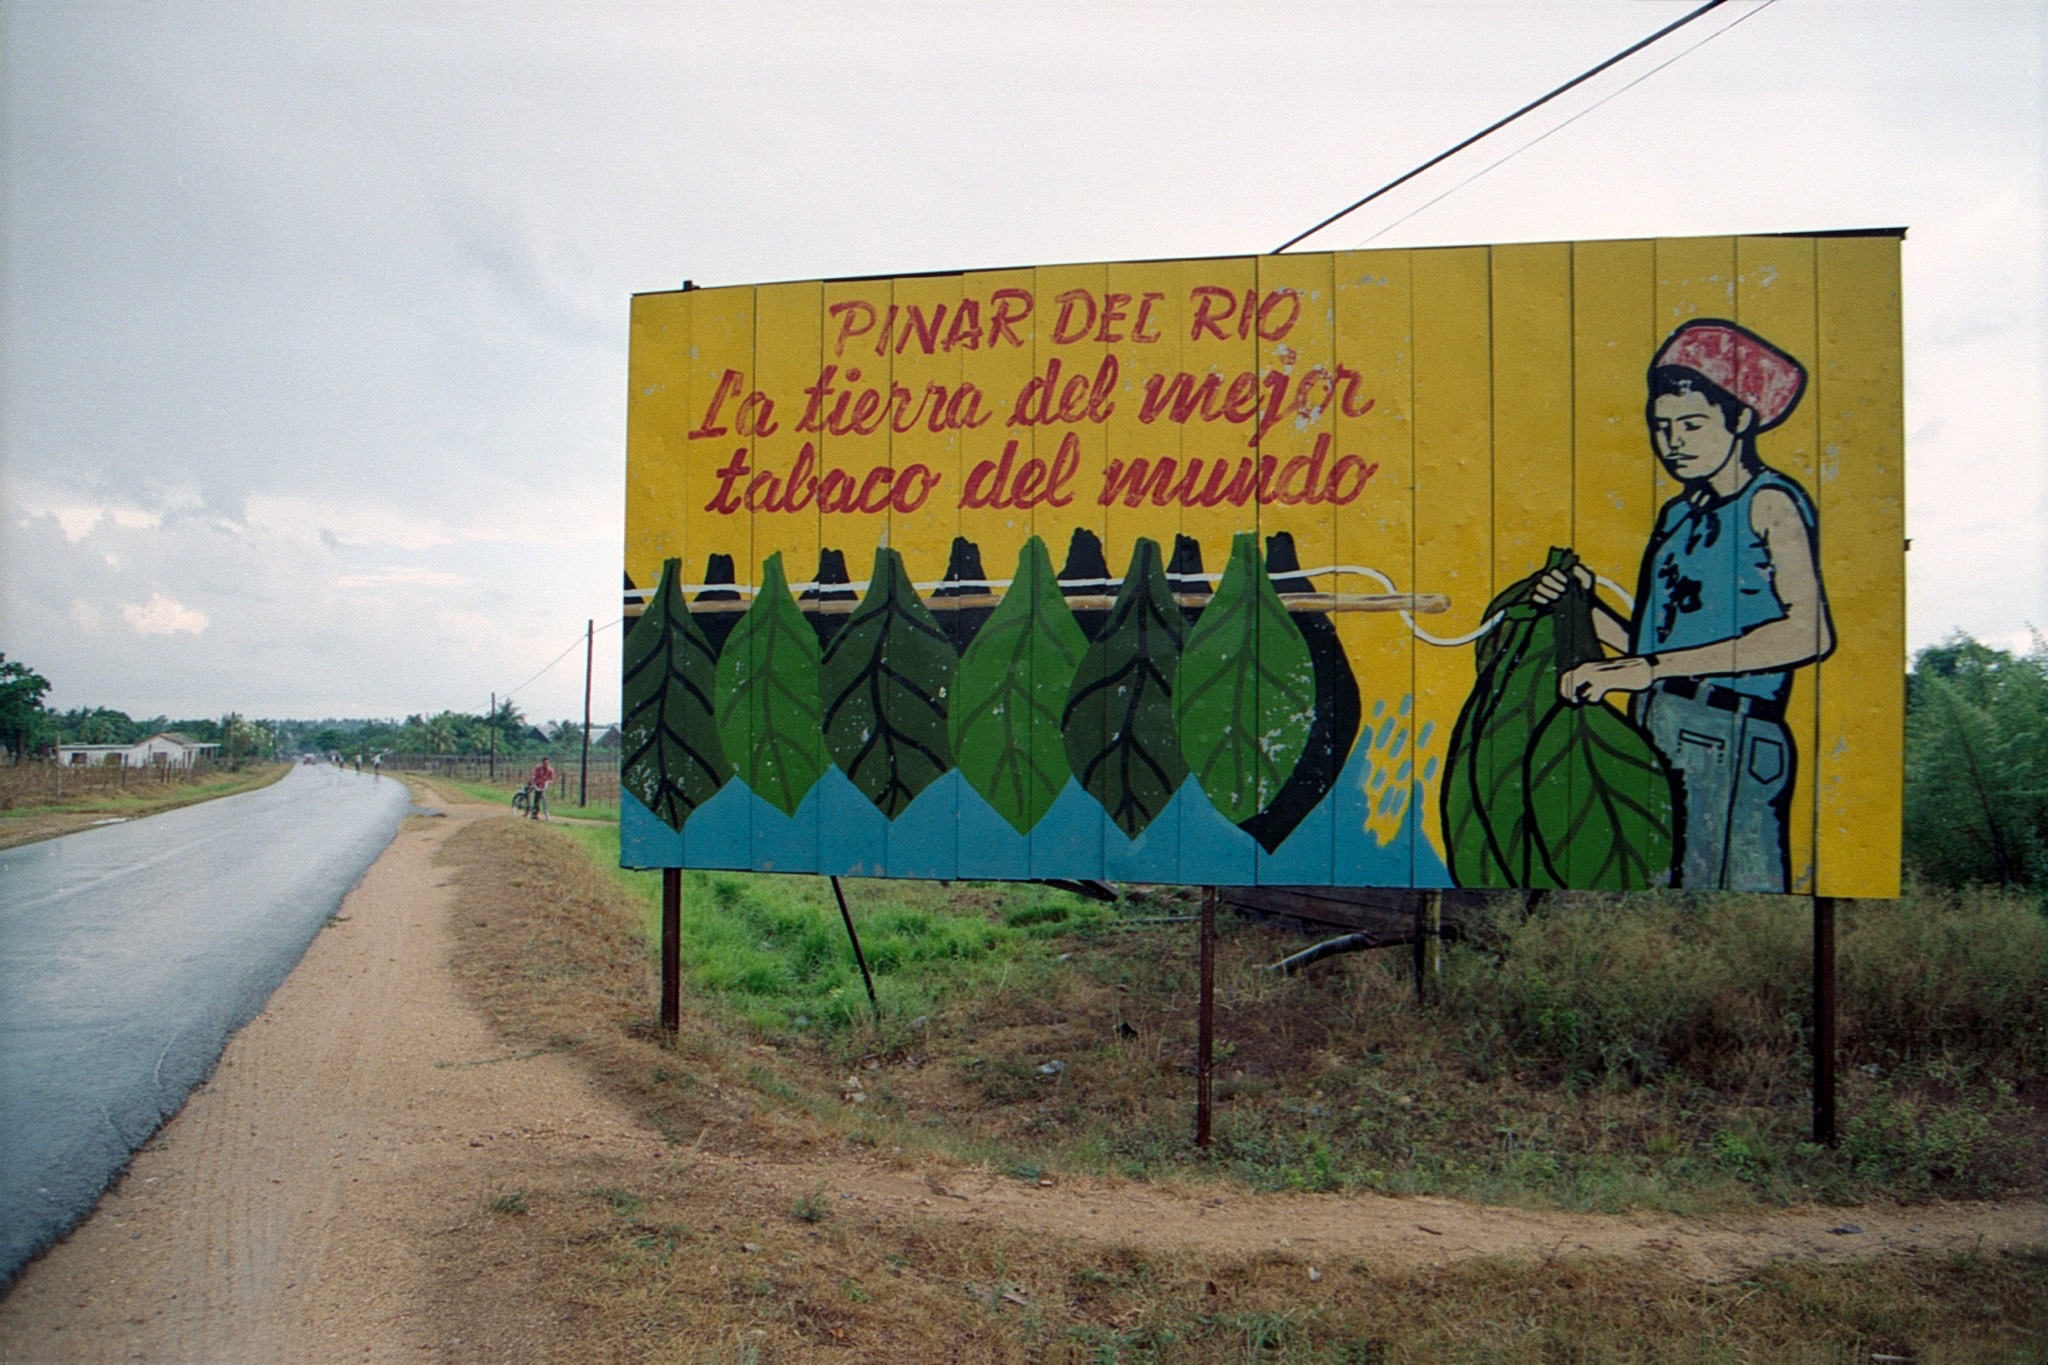 PINAR DEL RIO
La tierra del mejor
tabaco del mundo